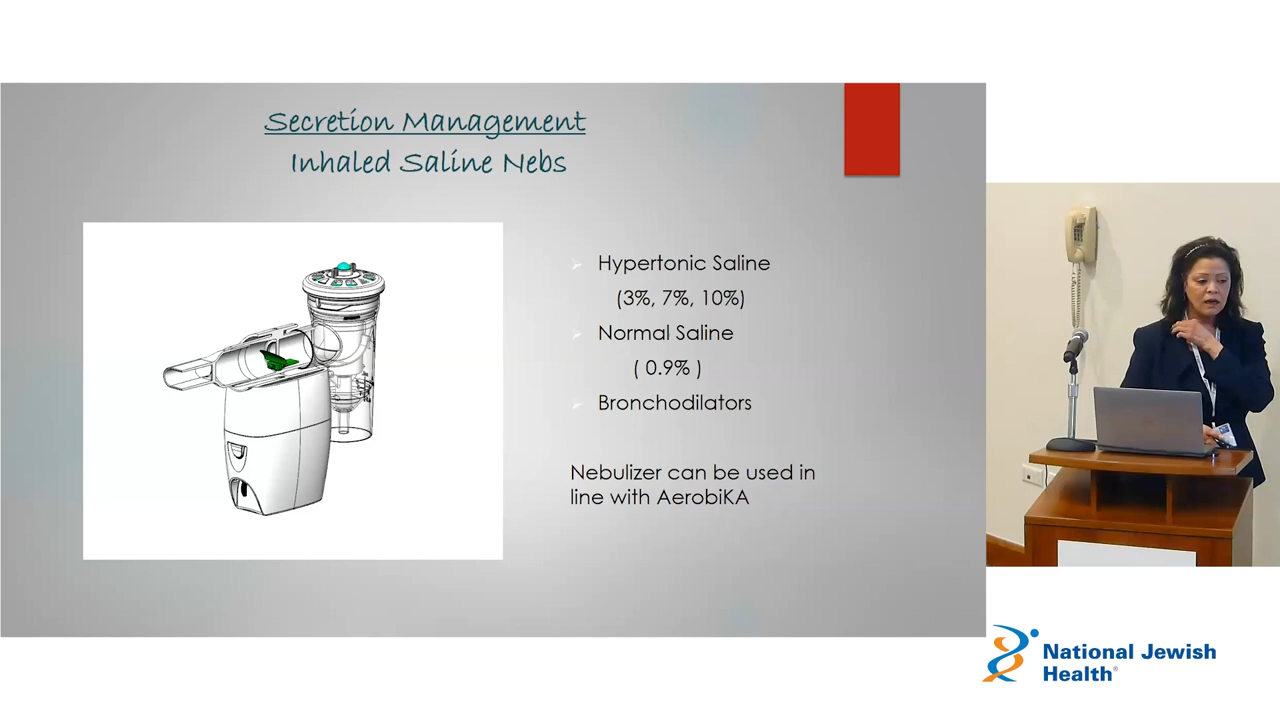 Secretion Management
Inhaled Saline Nebs
Hypertonic Saline
(3%, 7%, 10%)
Normal Saline
( 0.9% )
Bronchodilators
Nebulizer can be used in
line with AerobiKA
National Jewish
Health®